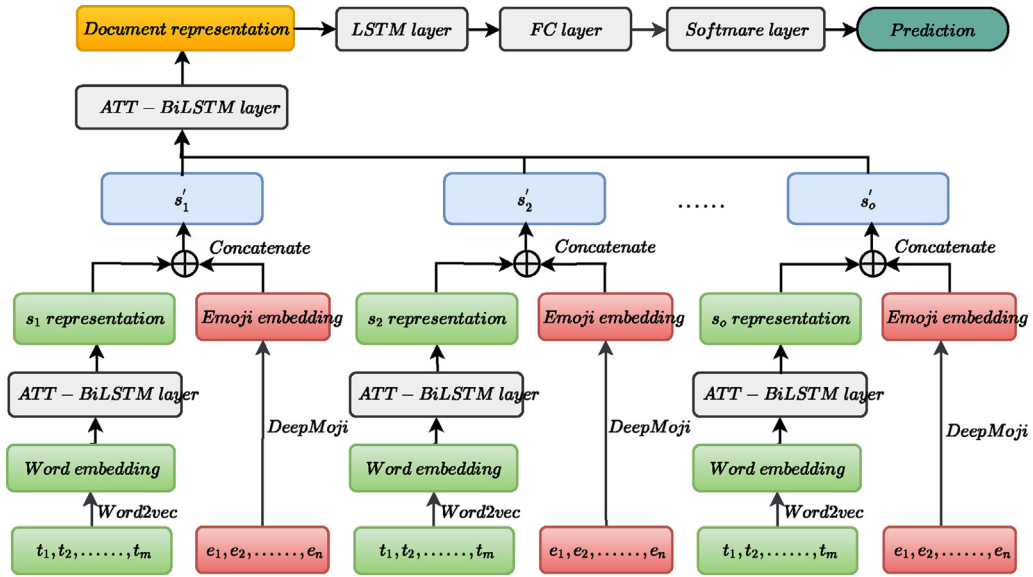 Document representation LSTM layer FC layer Softmare layer Prediction
ATT − BiLSTM layer
s′₁ s′₂ ...... s′ₒ
Concatenate Concatenate Concatenate
s₁ representation Emoji embedding s₂ representation Emoji embedding sₒ representation Emoji embedding
ATT − BiLSTM layer ATT − BiLSTM layer ATT − BiLSTM layer
DeepMoji DeepMoji DeepMoji
Word embedding Word embedding Word embedding
Word2vec Word2vec Word2vec
t₁, t₂, ......, tₘ e₁, e₂, ......, eₙ t₁, t₂, ......, tₘ e₁, e₂, ......, eₙ t₁, t₂, ......, tₘ e₁, e₂, ......, eₙ